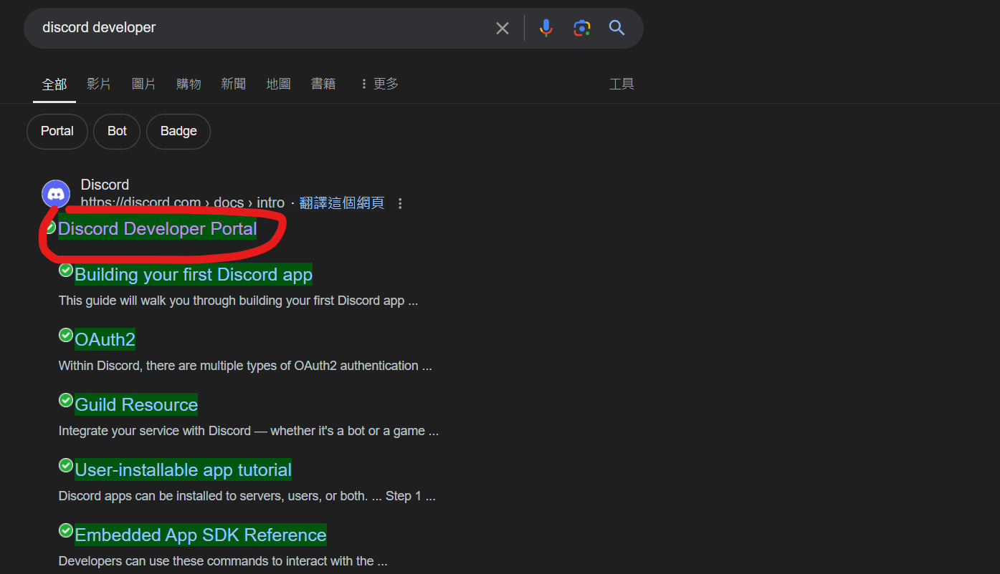 discord developer
全部 影片 圖片 購物 新聞 地圖 書籍 更多 工具
Portal Bot Badge
Discord
https://discord.com › docs › intro · 翻譯這個網頁
Discord Developer Portal
Building your first Discord app
This guide will walk you through building your first Discord app ...
OAuth2
Within Discord, there are multiple types of OAuth2 authentication ...
Guild Resource
Integrate your service with Discord — whether it's a bot or a game ...
User-installable app tutorial
Discord apps can be installed to servers, users, or both. ... Step 1 ...
Embedded App SDK Reference
Developers can use these commands to interact with the ...